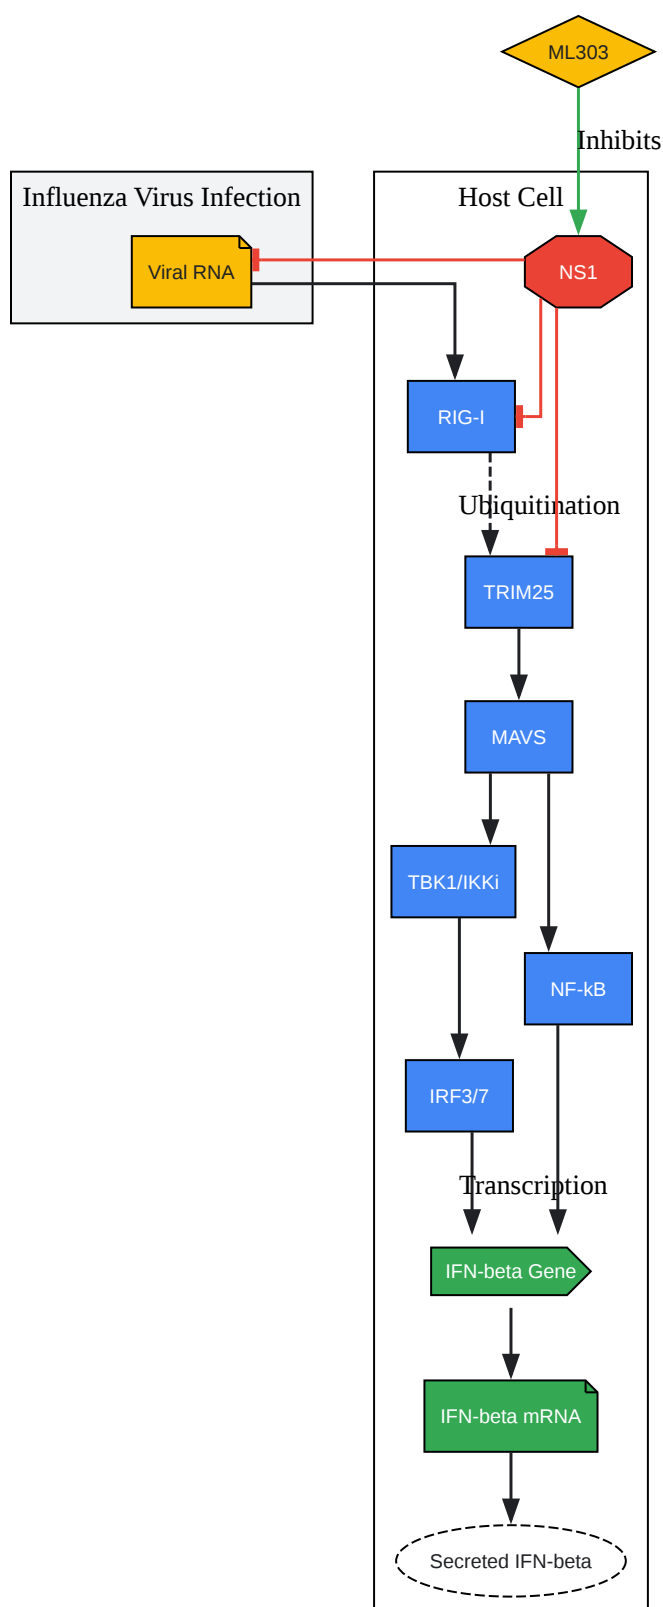 ML303
Inhibits
Influenza Virus Infection
Host Cell
Viral RNA
NS1
RIG-I
Ubiquitination
TRIM25
MAVS
TBK1/IKKi
NF-kB
IRF3/7
Transcription
IFN-beta Gene
IFN-beta mRNA
Secreted IFN-beta